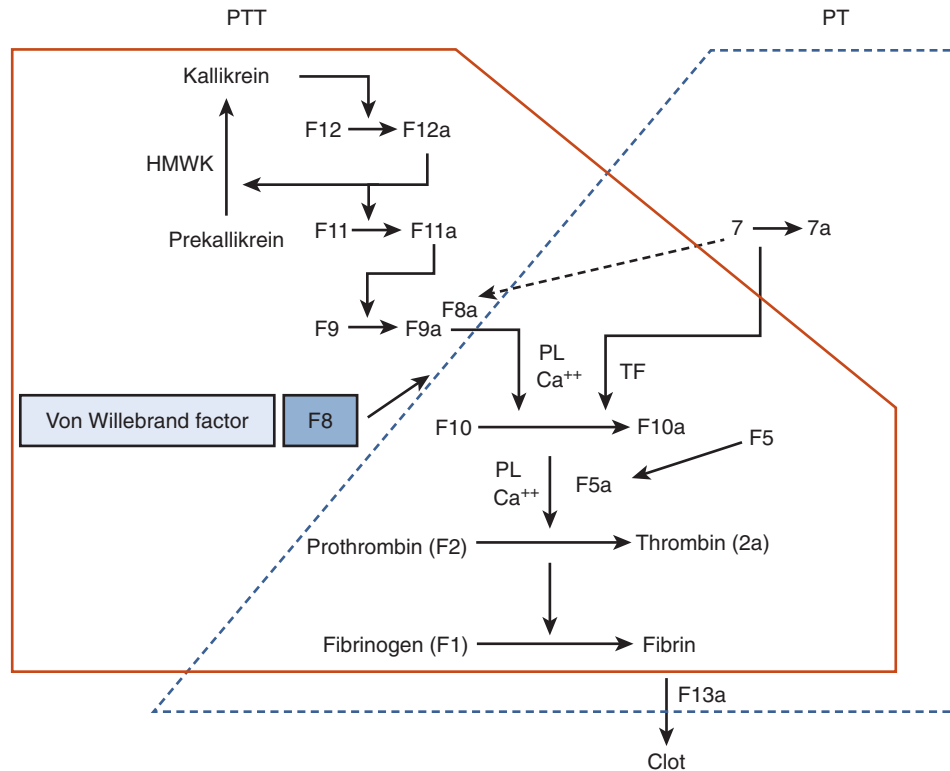 PTT
PT
Kallikrein
F12
F12a
HMWK
Prekallikrein
F11
F11a
7
7a
F8a
F9
F9a
PL
Ca++
TF
Von Willebrand factor
F8
F10
F10a
F5
PL
Ca++
F5a
Prothrombin (F2)
Thrombin (2a)
Fibrinogen (F1)
Fibrin
F13a
Clot